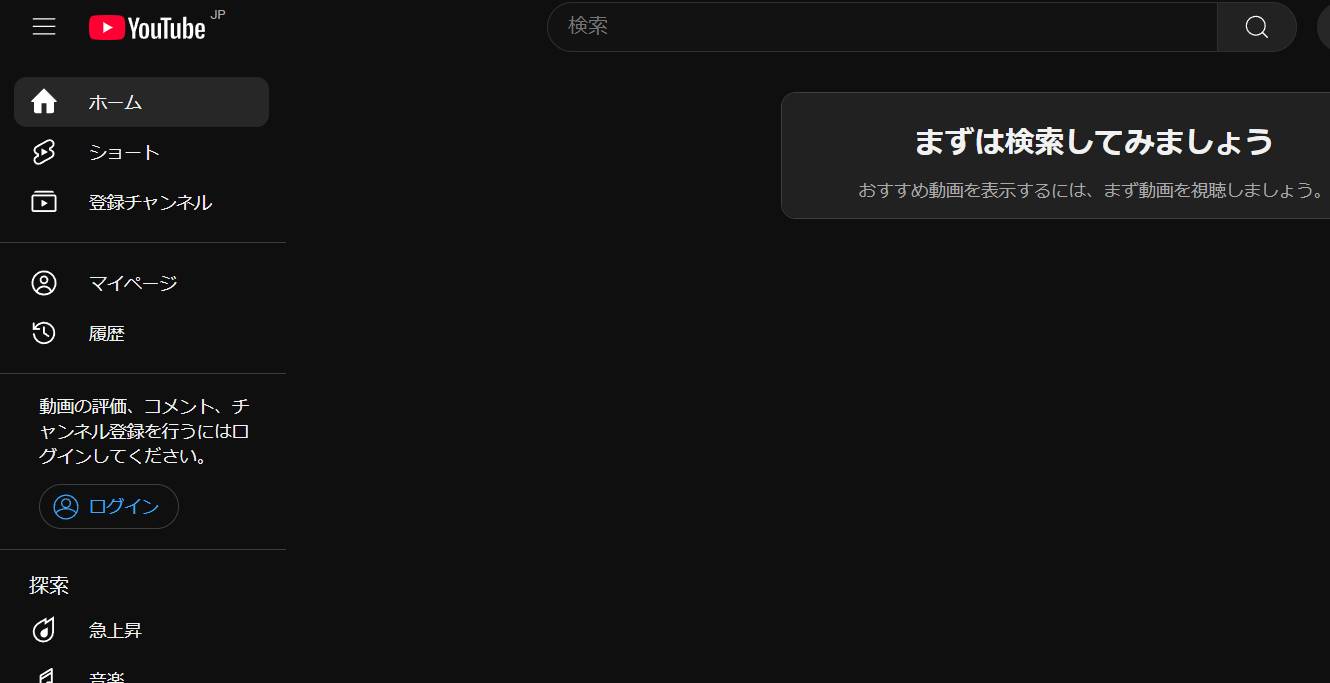 YouTube JP
検索
ホーム
ショート
登録チャンネル
マイページ
履歴
動画の評価、コメント、チ
ャンネル登録を行うにはロ
グインしてください。
ログイン
探索
急上昇
音楽
まずは検索してみましょう
おすすめ動画を表示するには、まず動画を視聴しましょう。